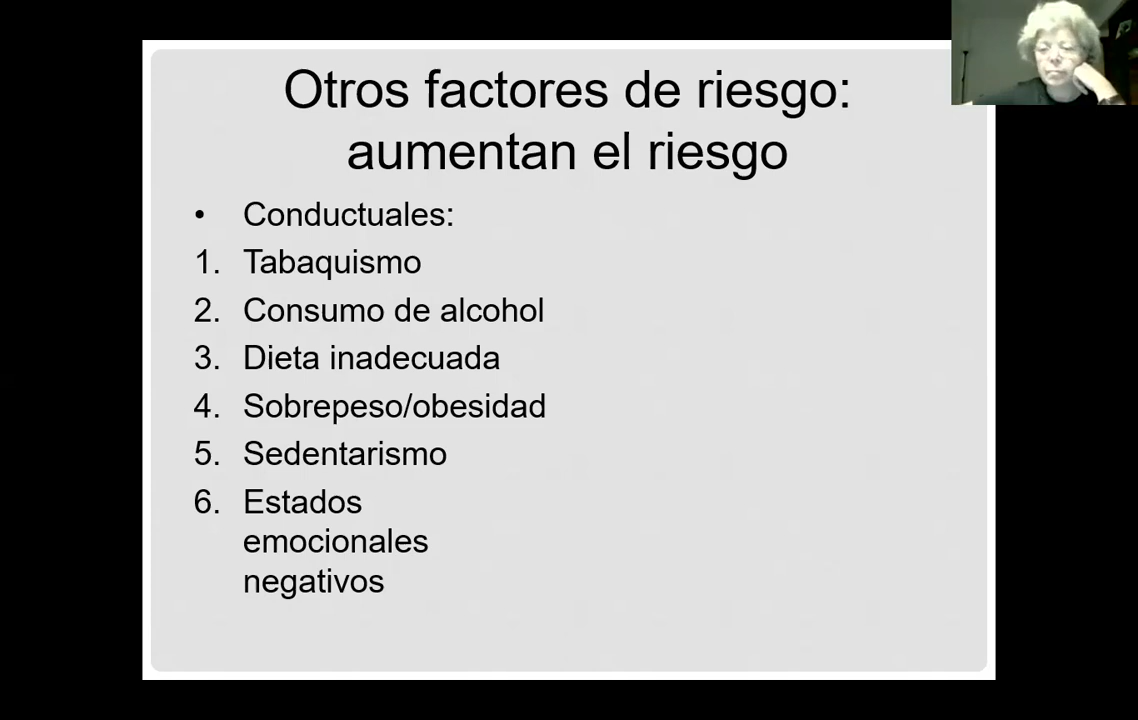 Otros factores de riesgo:
aumentan el riesgo
• Conductuales:
1. Tabaquismo
2. Consumo de alcohol
3. Dieta inadecuada
4. Sobrepeso/obesidad
5. Sedentarismo
6. Estados
emocionales
negativos